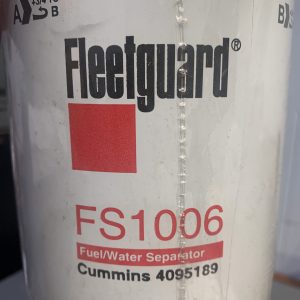 A
B
B
Fleetguard®
FS1006
Fuel/Water Separator
Cummins 4095189